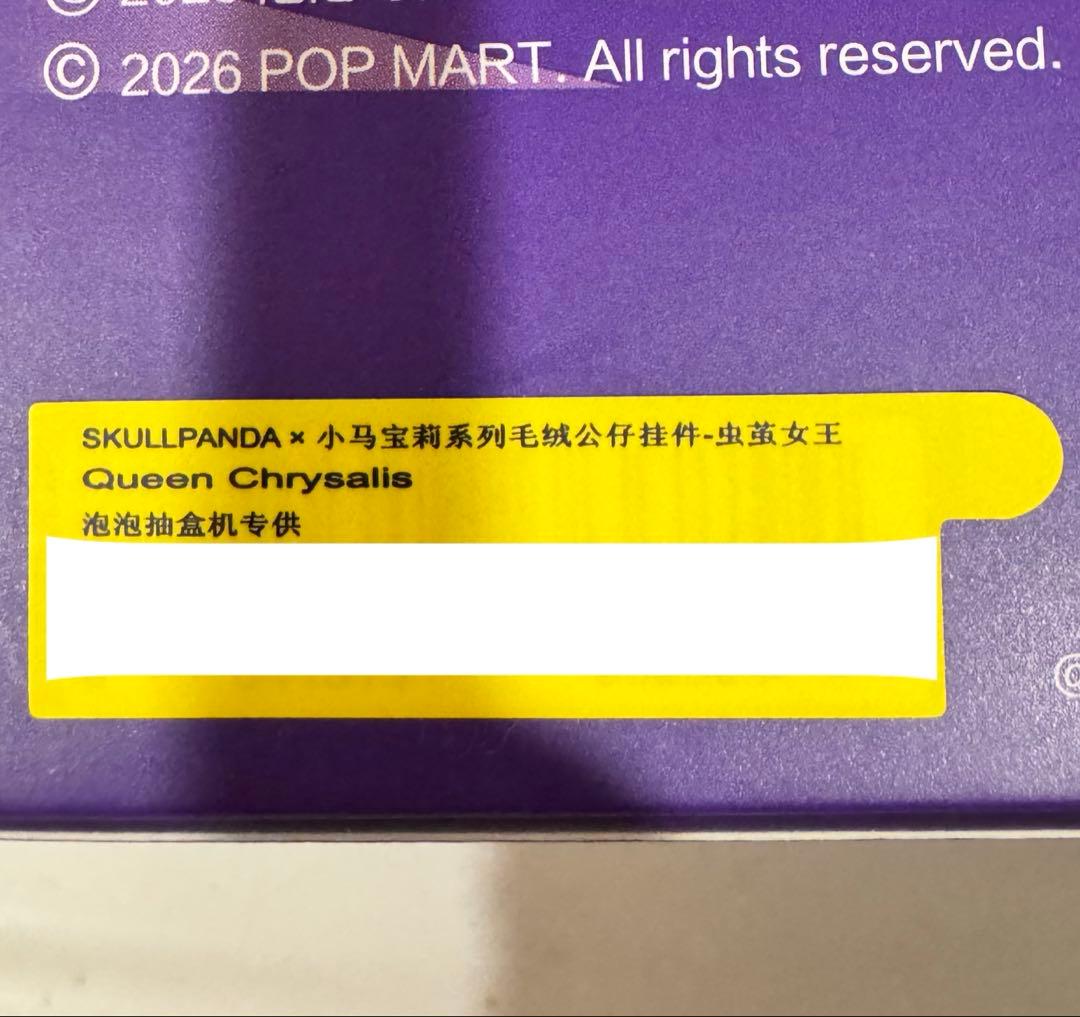 © 2026 POP MART. All rights reserved.
SKULLPANDA × 小马宝莉系列毛绒公仔挂件-虫茧女王
Queen Chrysalis
泡泡抽盒机专供